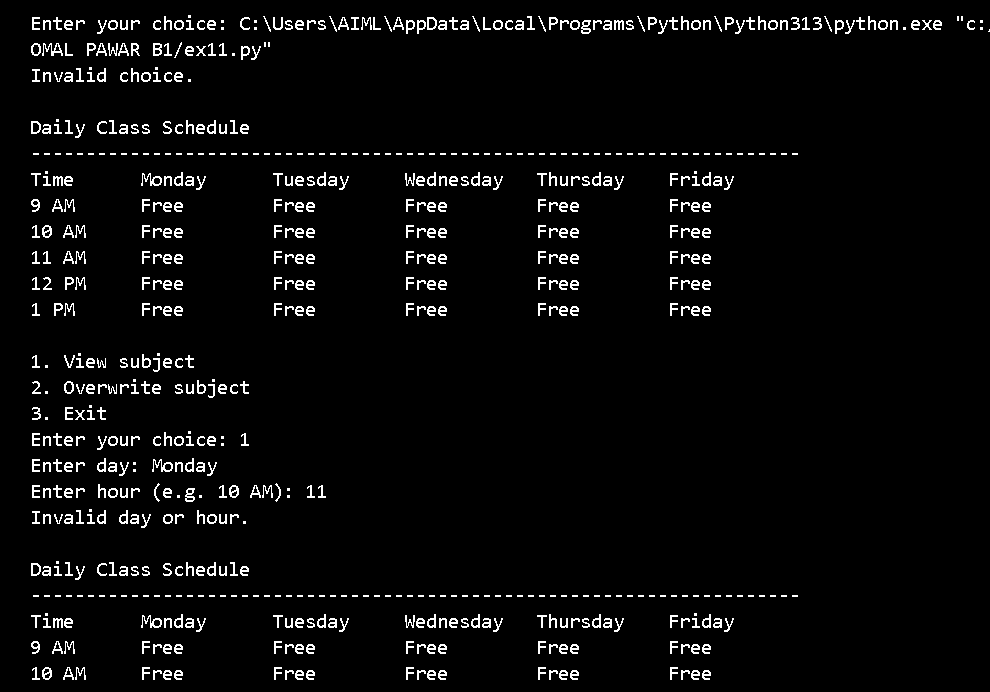 Enter your choice: C:\Users\AIML\AppData\Local\Programs\Python\Python313\python.exe "c:/
OMAL PAWAR B1/ex11.py"
Invalid choice.
Daily Class Schedule
----------------------------------------------------------------------
Time Monday Tuesday Wednesday Thursday Friday
9 AM Free Free Free Free Free
10 AM Free Free Free Free Free
11 AM Free Free Free Free Free
12 PM Free Free Free Free Free
1 PM Free Free Free Free Free
1. View subject
2. Overwrite subject
3. Exit
Enter your choice: 1
Enter day: Monday
Enter hour (e.g. 10 AM): 11
Invalid day or hour.
Daily Class Schedule
----------------------------------------------------------------------
Time Monday Tuesday Wednesday Thursday Friday
9 AM Free Free Free Free Free
10 AM Free Free Free Free Free